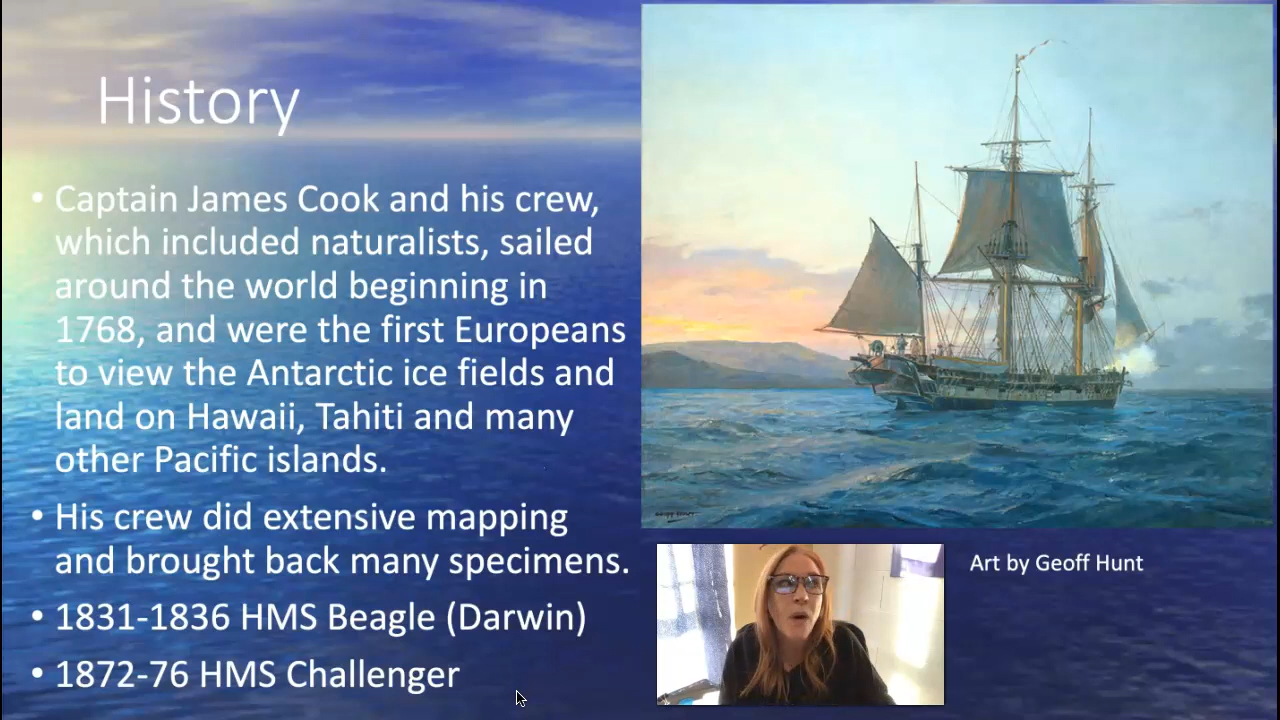 History
• Captain James Cook and his crew,
which included naturalists, sailed
around the world beginning in
1768, and were the first Europeans
to view the Antarctic ice fields and
land on Hawaii, Tahiti and many
other Pacific islands.
• His crew did extensive mapping
and brought back many specimens.
• 1831-1836 HMS Beagle (Darwin)
• 1872-76 HMS Challenger
Art by Geoff Hunt